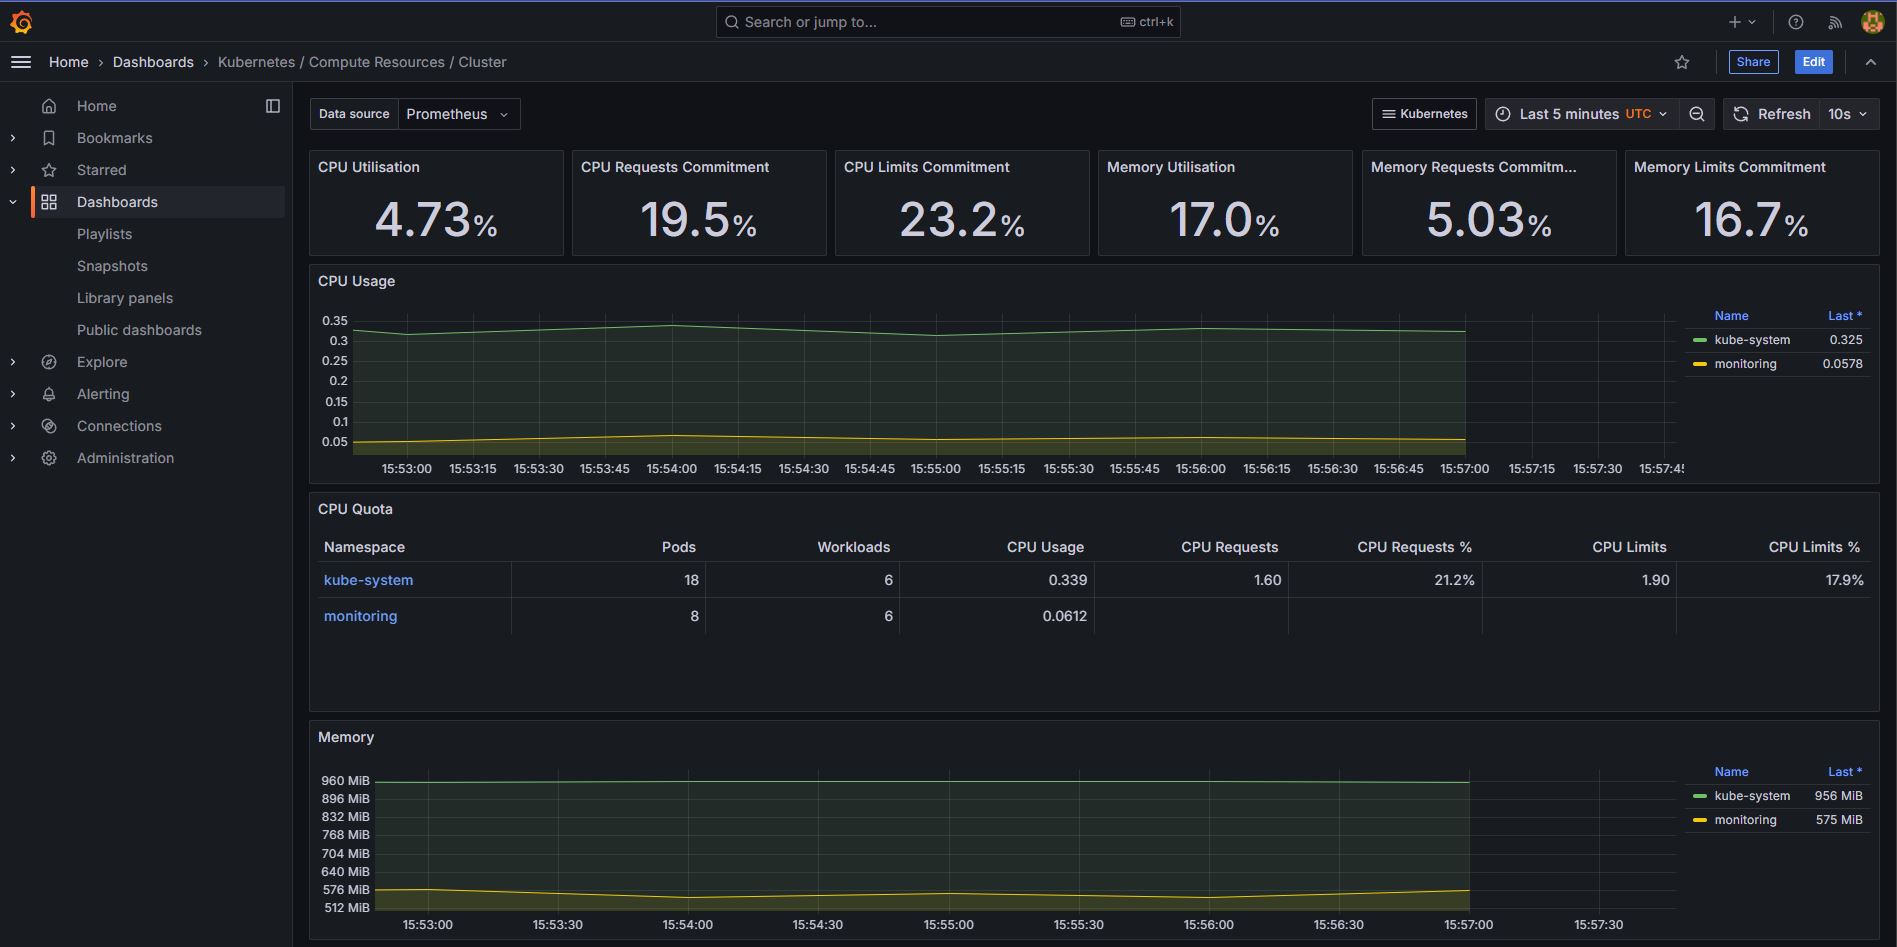 Search or jump to... ctrl+k
Home › Dashboards › Kubernetes / Compute Resources / Cluster
Share Edit
Home
Bookmarks
Starred
Dashboards
Playlists
Snapshots
Library panels
Public dashboards
Explore
Alerting
Connections
Administration
Data source Prometheus
Kubernetes Last 5 minutes UTC Refresh 10s
CPU Utilisation
4.73%
CPU Requests Commitment
19.5%
CPU Limits Commitment
23.2%
Memory Utilisation
17.0%
Memory Requests Commitm...
5.03%
Memory Limits Commitment
16.7%
CPU Usage
0.35
0.3
0.25
0.2
0.15
0.1
0.05
15:53:00 15:53:15 15:53:30 15:53:45 15:54:00 15:54:15 15:54:30 15:54:45 15:55:00 15:55:15 15:55:30 15:55:45 15:56:00 15:56:15 15:56:30 15:56:45 15:57:00 15:57:15 15:57:30 15:57:45
Name Last *
kube-system 0.325
monitoring 0.0578
CPU Quota
Namespace Pods Workloads CPU Usage CPU Requests CPU Requests % CPU Limits CPU Limits %
kube-system 18 6 0.339 1.60 21.2% 1.90 17.9%
monitoring 8 6 0.0612
Memory
960 MiB
896 MiB
832 MiB
768 MiB
704 MiB
640 MiB
576 MiB
512 MiB
15:53:00 15:53:30 15:54:00 15:54:30 15:55:00 15:55:30 15:56:00 15:56:30 15:57:00 15:57:30
Name Last *
kube-system 956 MiB
monitoring 575 MiB